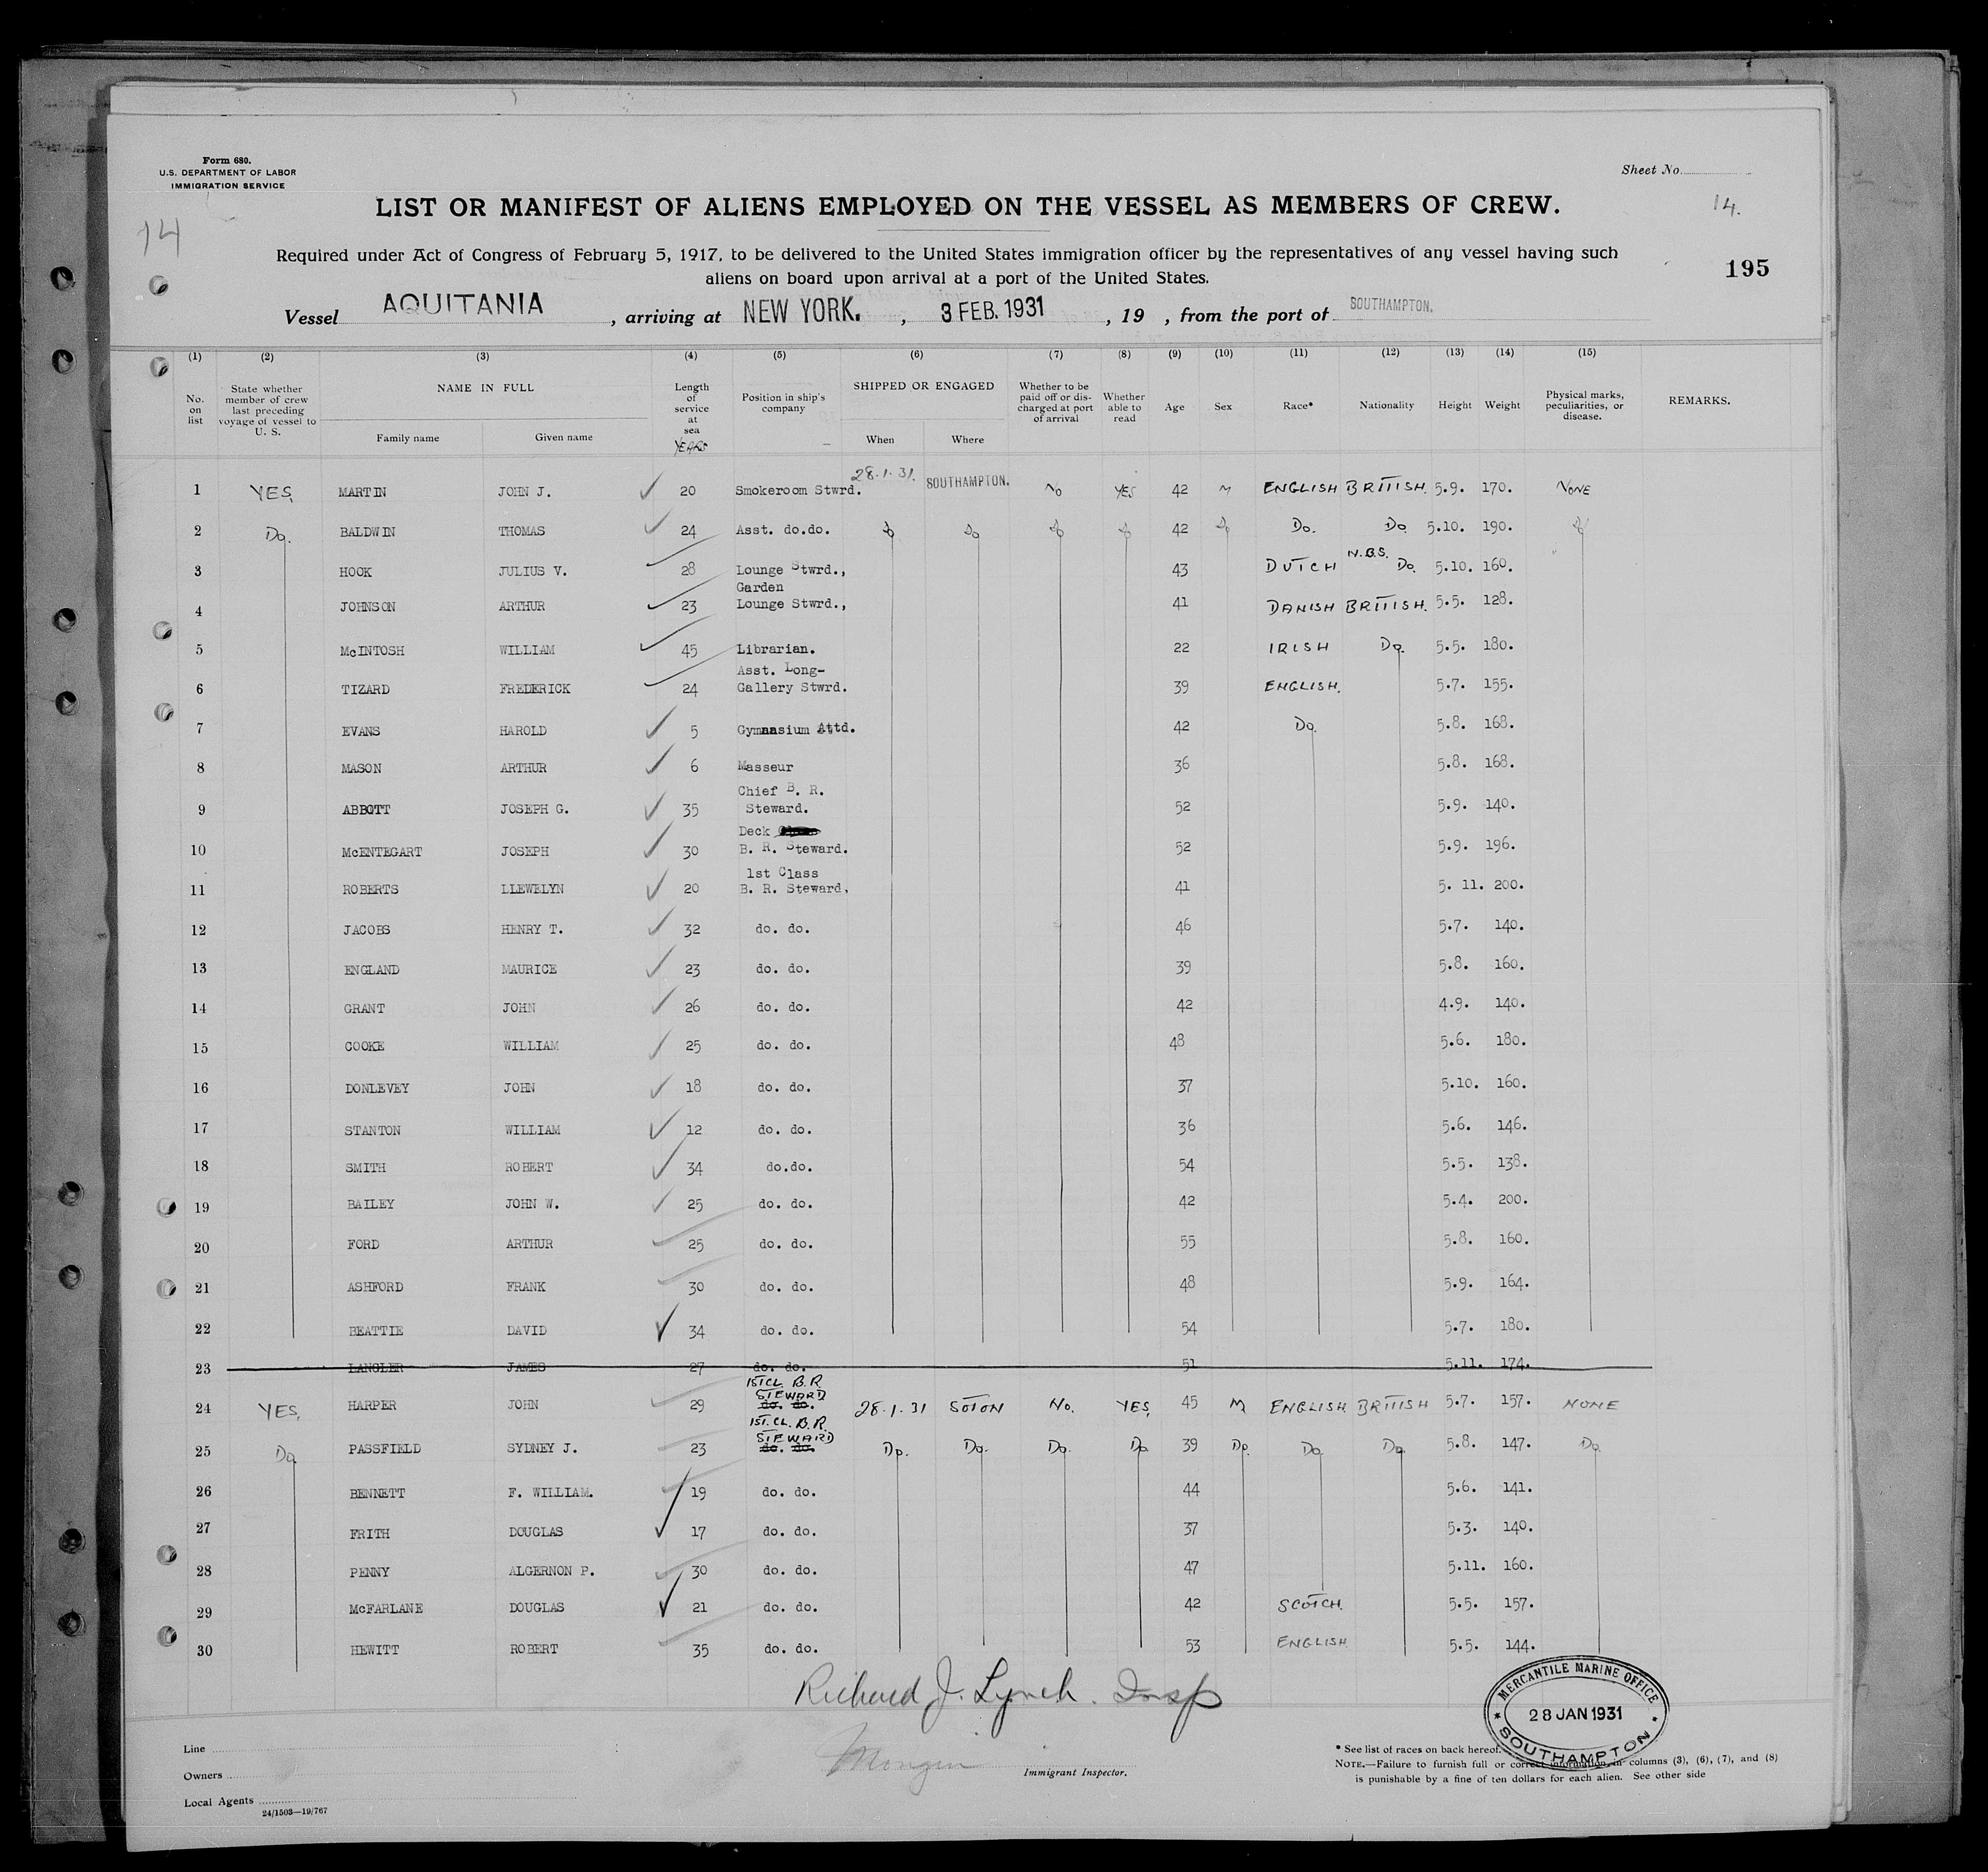 Form 680.
U.S. DEPARTMENT OF LABOR
IMMIGRATION SERVICE
Sheet No.
14
14.
LIST OR MANIFEST OF ALIENS EMPLOYED ON THE VESSEL AS MEMBERS OF CREW.
Required under Act of Congress of February 5, 1917, to be delivered to the United States immigration officer by the representatives of any vessel having such
aliens on board upon arrival at a port of the United States.
195
Vessel AQUITANIA, arriving at NEW YORK., 3 FEB. 1931, 19 , from the port of SOUTHAMPTON.
(1) (2) (3) (4) (5) (6) (7) (8) (9) (10) (11) (12) (13) (14) (15)
No. on list State whether member of crew last preceding voyage of vessel to U. S. NAME IN FULL Family name Given name Length of service at sea YEARS Position in ship's company SHIPPED OR ENGAGED When Where Whether to be paid off or discharged at port of arrival Whether able to read Age Sex Race* Nationality Height Weight Physical marks, peculiarities, or disease. REMARKS.
1 YES, MARTIN JOHN J. 20 Smokeroom Stwrd. 28.1.31. SOUTHAMPTON. No YES 42 M ENGLISH BRITISH. 5.9. 170. NONE
2 Do. BALDWIN THOMAS 24 Asst. do.do. do Do do do 42 do Do. Do 5.10. 190. do
3 HOOK JULIUS V. 28 Lounge Stwrd., 43 DUTCH N.B.S. Do. 5.10. 160.
4 JOHNSON ARTHUR 23 Garden Lounge Stwrd., 41 DANISH BRITISH. 5.5. 128.
5 McINTOSH WILLIAM 45 Librarian. 22 IRISH Do. 5.5. 180.
6 TIZARD FREDERICK 24 Asst. Long- Gallery Stwrd. 39 ENGLISH. 5.7. 155.
7 EVANS HAROLD 5 Gymnasium Attd. 42 Do. 5.8. 168.
8 MASON ARTHUR 6 Masseur 36 5.8. 168.
9 ABBOTT JOSEPH G. 35 Chief B. R. Steward. 52 5.9. 140.
10 McENTEGART JOSEPH 30 Deck B. R. Steward. 52 5.9. 196.
11 ROBERTS LLEWELYN 20 1st Class B. R. Steward, 41 5. 11. 200.
12 JACOBS HENRY T. 32 do. do. 46 5.7. 140.
13 ENGLAND MAURICE 23 do. do. 39 5.8. 160.
14 GRANT JOHN 26 do. do. 42 4.9. 140.
15 COOKE WILLIAM 25 do. do. 48 5.6. 180.
16 DONLEVEY JOHN 18 do. do. 37 5.10. 160.
17 STANTON WILLIAM 12 do. do. 36 5.6. 146.
18 SMITH ROBERT 34 do.do. 54 5.5. 138.
19 BAILEY JOHN W. 25 do. do. 42 5.4. 200.
20 FORD ARTHUR 25 do. do. 55 5.8. 160.
21 ASHFORD FRANK 30 do. do. 48 5.9. 164.
22 BEATTIE DAVID 34 do. do. 54 5.7. 180.
23 LANGLER JAMES 27 do. do. 51 5.11. 174.
24 YES, HARPER JOHN 29 1ST CL. B.R. STEWARD do. do. 28.1.31 SOTON No. YES, 45 M, ENGLISH BRITISH 5.7. 157. NONE
25 Do PASSFIELD SYDNEY J. 23 1ST. CL. B.R. STEWARD do. do. Do. Do. Do. Do 39 Do. Do Do 5.8. 147. Do.
26 BENNETT F. WILLIAM. 19 do. do. 44 5.6. 141.
27 FRITH DOUGLAS 17 do. do. 37 5.3. 140.
28 PENNY ALGERNON P. 30 do. do. 47 5.11. 160.
29 McFARLANE DOUGLAS 21 do. do. 42 SCOTCH. 5.5. 157.
30 HEWITT ROBERT 35 do. do. 53 ENGLISH 5.5. 144.
Richard J. Lynch. Insp
MERCANTILE MARINE OFFICE
28 JAN 1931
SOUTHAMPTON
Line
Owners
Local Agents
24/1503—19/767
Immigrant Inspector.
* See list of races on back hereof.
NOTE.—Failure to furnish full or correct information in columns (3), (6), (7), and (8)
is punishable by a fine of ten dollars for each alien. See other side